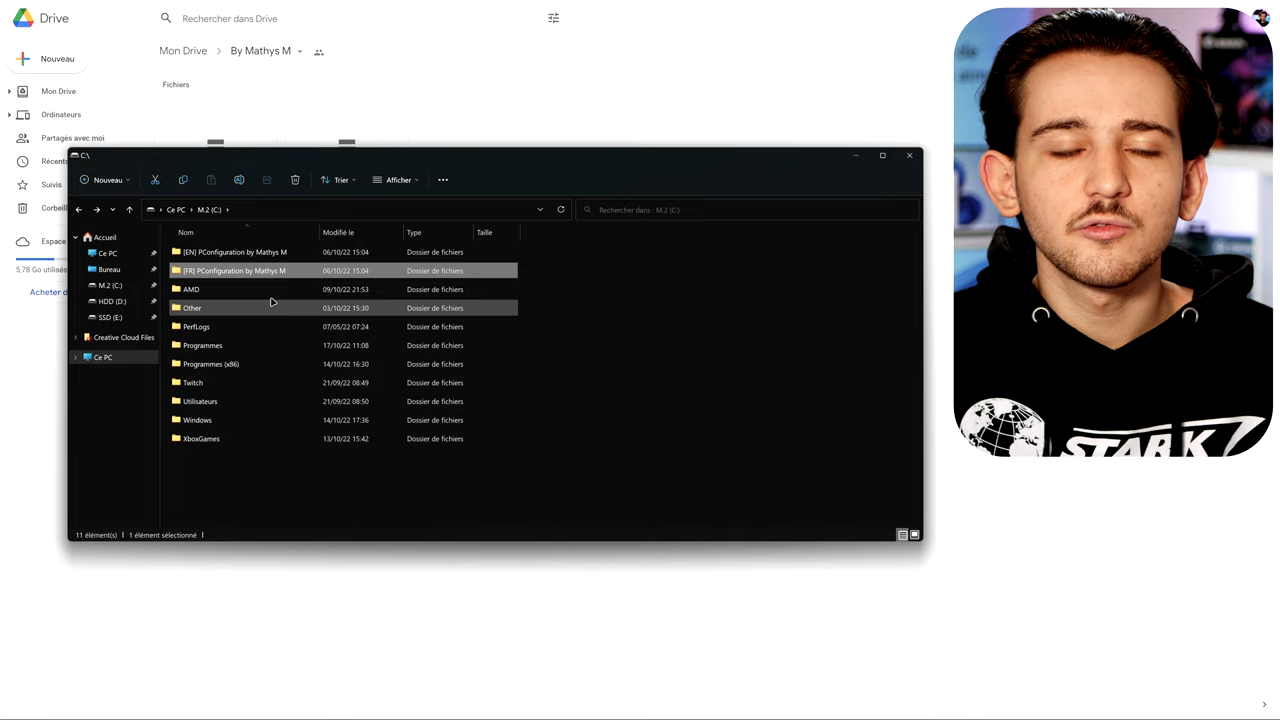 Drive
Rechercher dans Drive
Nouveau
Mon Drive
By Mathys M
Fichiers
Mon Drive
Ordinateurs
Partagés avec moi
Récents
Suivis
Corbeill
Espace
5,78 Go utilisés
Acheter d
C:\
Nouveau
Trier
Afficher
Ce PC
M.2 (C:)
Rechercher dans : M.2 (C:)
Accueil
Ce PC
Bureau
M.2 (C:)
HDD (D:)
SSD (E:)
Creative Cloud Files
Ce PC
Nom Modifié le Type Taille
[EN] PConfiguration by Mathys M 06/10/22 15:04 Dossier de fichiers
[FR] PConfiguration by Mathys M 06/10/22 15:04 Dossier de fichiers
AMD 09/10/22 21:53 Dossier de fichiers
Other 03/10/22 15:30 Dossier de fichiers
PerfLogs 07/05/22 07:24 Dossier de fichiers
Programmes 17/10/22 11:08 Dossier de fichiers
Programmes (x86) 14/10/22 16:30 Dossier de fichiers
Twitch 21/09/22 08:49 Dossier de fichiers
Utilisateurs 21/09/22 08:50 Dossier de fichiers
Windows 14/10/22 17:36 Dossier de fichiers
XboxGames 13/10/22 15:42 Dossier de fichiers
11 élément(s)
1 élément sélectionné
STARK